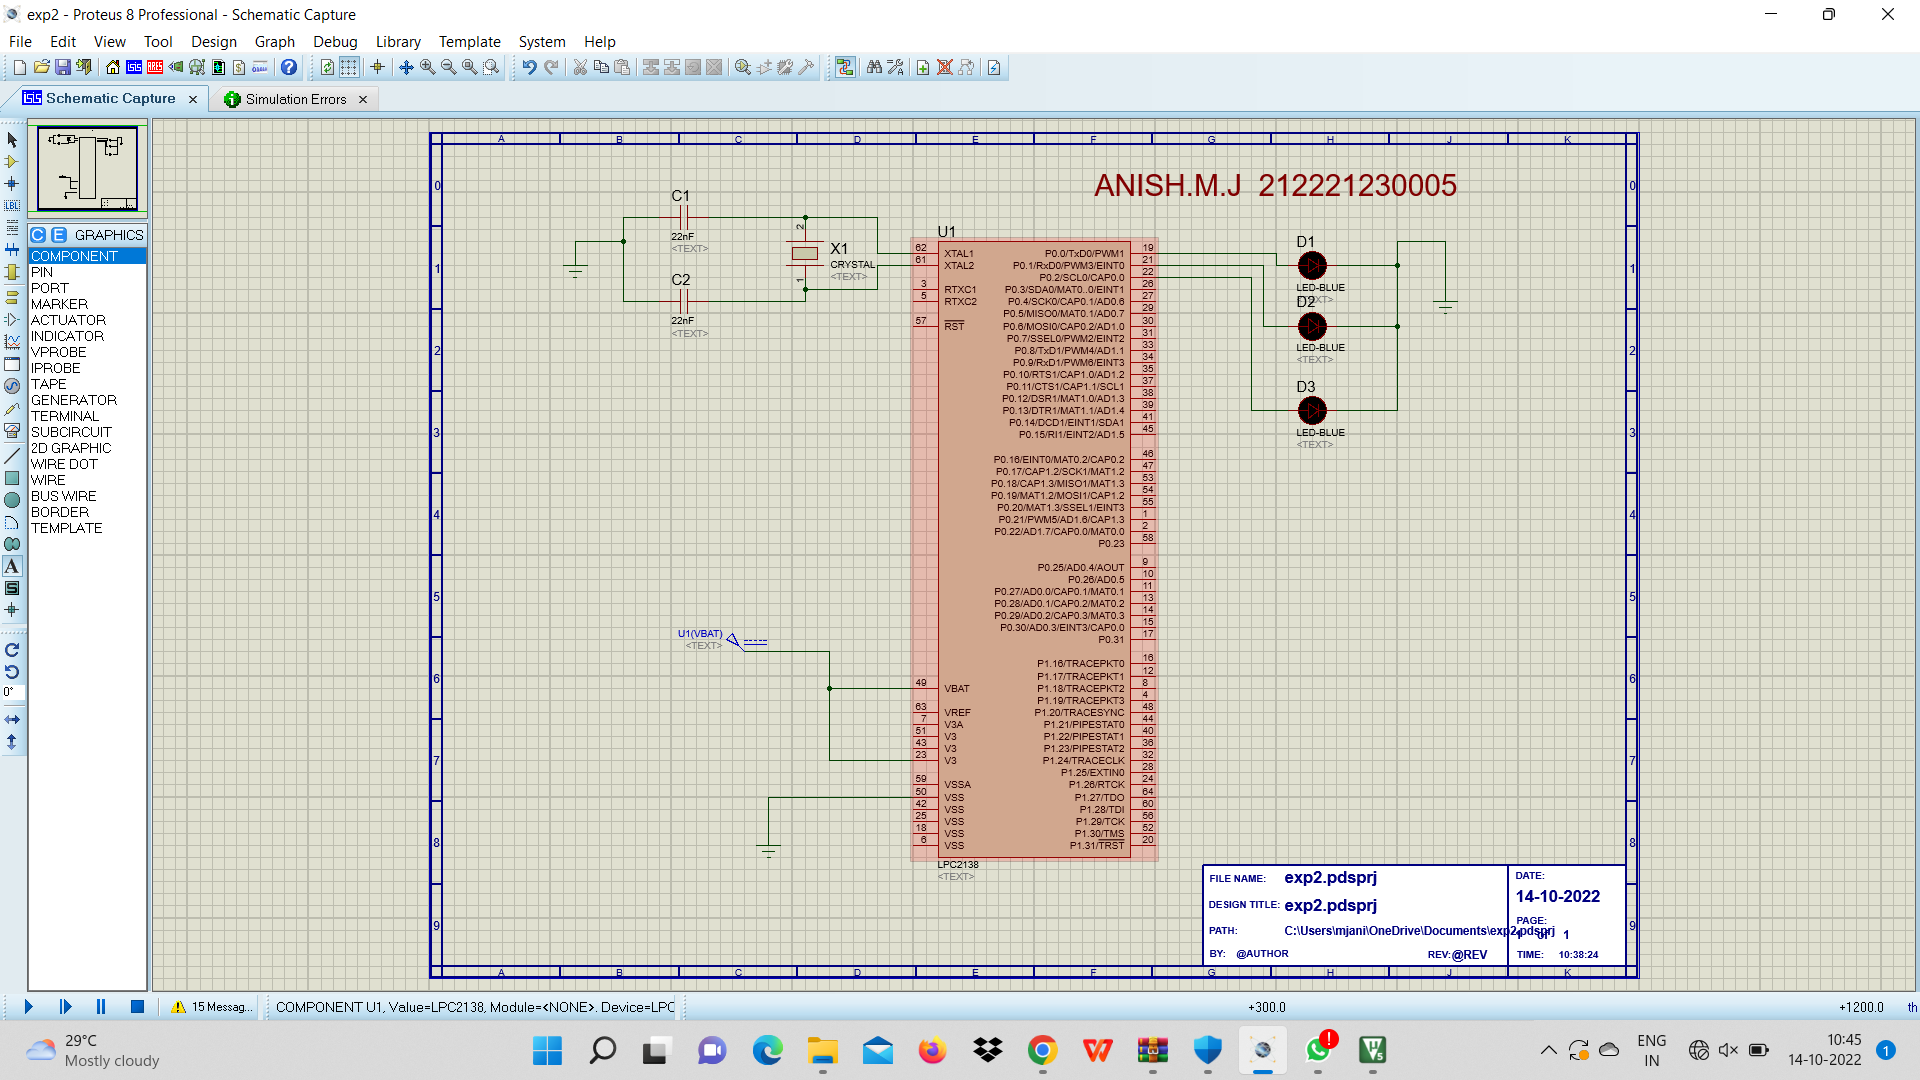 exp2 - Proteus 8 Professional - Schematic Capture
File Edit View Tool Design Graph Debug Library Template System Help
Schematic Capture
Simulation Errors
GRAPHICS
COMPONENT
PIN
PORT
MARKER
ACTUATOR
INDICATOR
VPROBE
IPROBE
TAPE
GENERATOR
TERMINAL
SUBCIRCUIT
2D GRAPHIC
WIRE DOT
WIRE
BUS WIRE
BORDER
TEMPLATE
0°
A B C D E F G H J K
0 1 2 3 4 5 6 7 8 9
ANISH.M.J 212221230005
C1
22nF
<TEXT>
C2
22nF
<TEXT>
2
1
X1
CRYSTAL
<TEXT>
U1
62 XTAL1
61 XTAL2
3 RTXC1
5 RTXC2
57 RST
49 VBAT
63 VREF
7 V3A
51 V3
43 V3
23 V3
59 VSSA
50 VSS
42 VSS
25 VSS
18 VSS
6 VSS
P0.0/TxD0/PWM1 19
P0.1/RxD0/PWM3/EINT0 21
P0.2/SCL0/CAP0.0 22
P0.3/SDA0/MAT0..0/EINT1 26
P0.4/SCK0/CAP0.1/AD0.6 27
P0.5/MISO0/MAT0.1/AD0.7 29
P0.6/MOSI0/CAP0.2/AD1.0 30
P0.7/SSEL0/PWM2/EINT2 31
P0.8/TxD1/PWM4/AD1.1 33
P0.9/RxD1/PWM6/EINT3 34
P0.10/RTS1/CAP1.0/AD1.2 35
P0.11/CTS1/CAP1.1/SCL1 37
P0.12/DSR1/MAT1.0/AD1.3 38
P0.13/DTR1/MAT1.1/AD1.4 39
P0.14/DCD1/EINT1/SDA1 41
P0.15/RI1/EINT2/AD1.5 45
P0.16/EINT0/MAT0.2/CAP0.2 46
P0.17/CAP1.2/SCK1/MAT1.2 47
P0.18/CAP1.3/MISO1/MAT1.3 53
P0.19/MAT1.2/MOSI1/CAP1.2 54
P0.20/MAT1.3/SSEL1/EINT3 55
P0.21/PWM5/AD1.6/CAP1.3 1
P0.22/AD1.7/CAP0.0/MAT0.0 2
P0.23 58
P0.25/AD0.4/AOUT 9
P0.26/AD0.5 10
P0.27/AD0.0/CAP0.1/MAT0.1 11
P0.28/AD0.1/CAP0.2/MAT0.2 13
P0.29/AD0.2/CAP0.3/MAT0.3 14
P0.30/AD0.3/EINT3/CAP0.0 15
P0.31 17
P1.16/TRACEPKT0 16
P1.17/TRACEPKT1 12
P1.18/TRACEPKT2 8
P1.19/TRACEPKT3 4
P1.20/TRACESYNC 48
P1.21/PIPESTAT0 44
P1.22/PIPESTAT1 40
P1.23/PIPESTAT2 36
P1.24/TRACECLK 32
P1.25/EXTIN0 28
P1.26/RTCK 24
P1.27/TDO 64
P1.28/TDI 60
P1.29/TCK 56
P1.30/TMS 52
P1.31/TRST 20
LPC2138
<TEXT>
U1(VBAT)
<TEXT>
D1
LED-BLUE
<TEXT>
D2
LED-BLUE
<TEXT>
D3
LED-BLUE
<TEXT>
FILE NAME: exp2.pdsprj
DESIGN TITLE: exp2.pdsprj
PATH: C:\Users\mjani\OneDrive\Documents\exp2.pdsprj
BY: @AUTHOR REV:@REV
DATE:
14-10-2022
PAGE:
1 of 1
TIME: 10:38:24
A B C D E F G H J K
15 Messag...
COMPONENT U1, Value=LPC2138, Module=<NONE>. Device=LPC
+300.0
+1200.0 th
29°C
Mostly cloudy
ENG
IN
10:45
14-10-2022
1